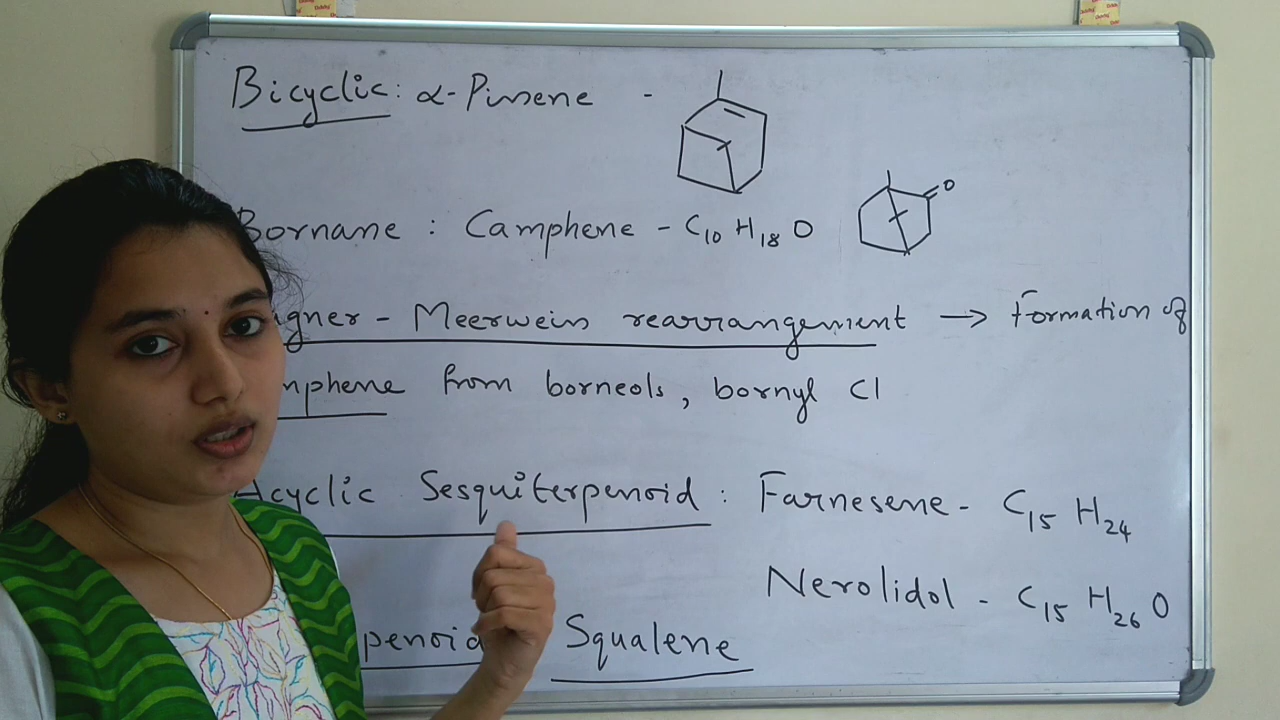 Bicyclic: α-Pinene -
Bornane : Camphene - C10 H18 O
O
gner - Meerwein rearrangement → Formation of
mphene from borneols, bornyl Cl
Acyclic Sesquiterpenoid : Farnesene - C15 H24
Nerolidol - C15 H26 O
penoid Squalene